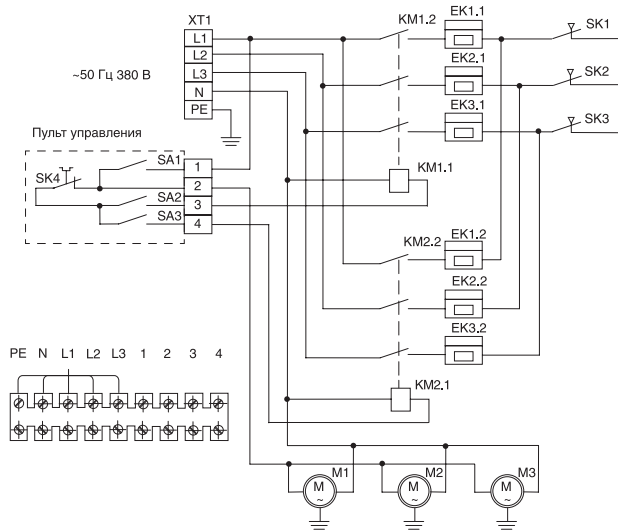 XT1
L1
L2
L3
N
PE
~50 Гц 380 В
KM1.2
EK1.1
EK2.1
EK3.1
SK1
SK2
SK3
KM1.1
Пульт управления
SK4
SA1
SA2
SA3
1
2
3
4
KM2.2
EK1.2
EK2.2
EK3.2
KM2.1
PE N L1 L2 L3 1 2 3 4
M1 M2 M3
M ~
M ~
M ~